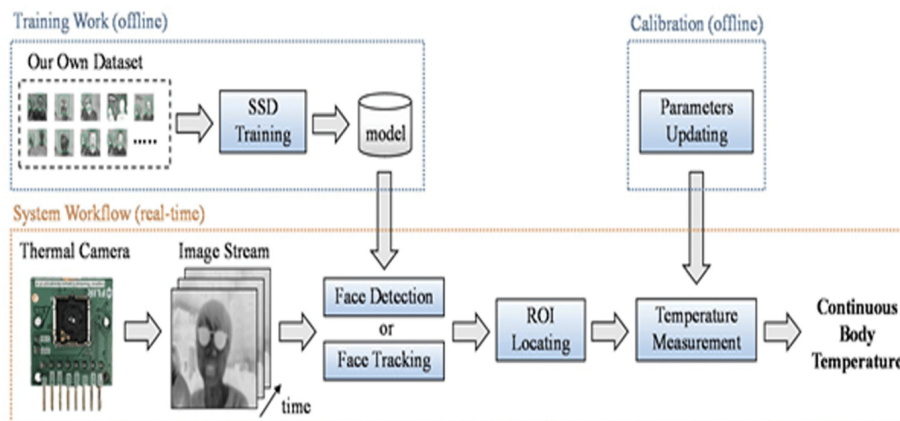 Training Work (offline)
Calibration (offline)
Our Own Dataset
SSD
Training
model
Parameters
Updating
System Workflow (real-time)
Thermal Camera
Image Stream
FLIR
Face Detection
or
Face Tracking
ROI
Locating
Temperature
Measurement
Continuous
Body
Temperature
time